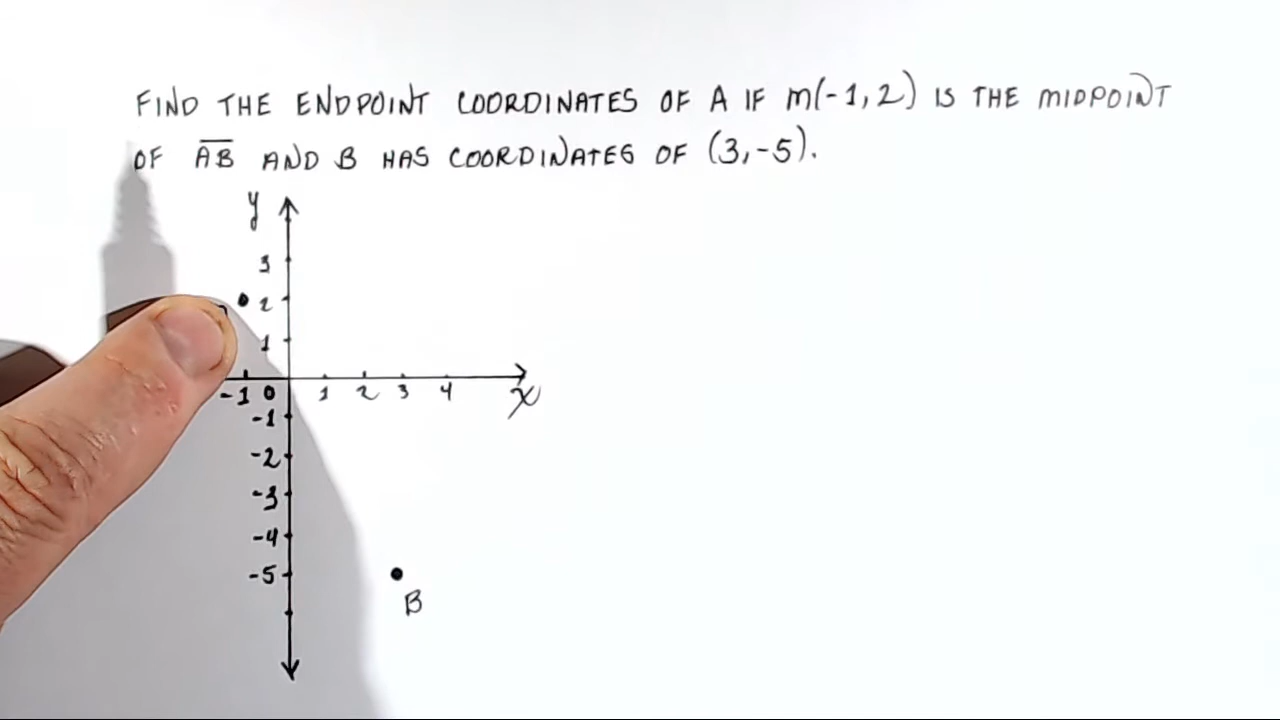 FIND THE ENDPOINT COORDINATES OF A IF M(-1,2) IS THE MIDPOINT
OF AB AND B HAS COORDINATES OF (3,-5).
y
3
2
1
-1 0 1 2 3 4 x
-1
-2
-3
-4
-5
B